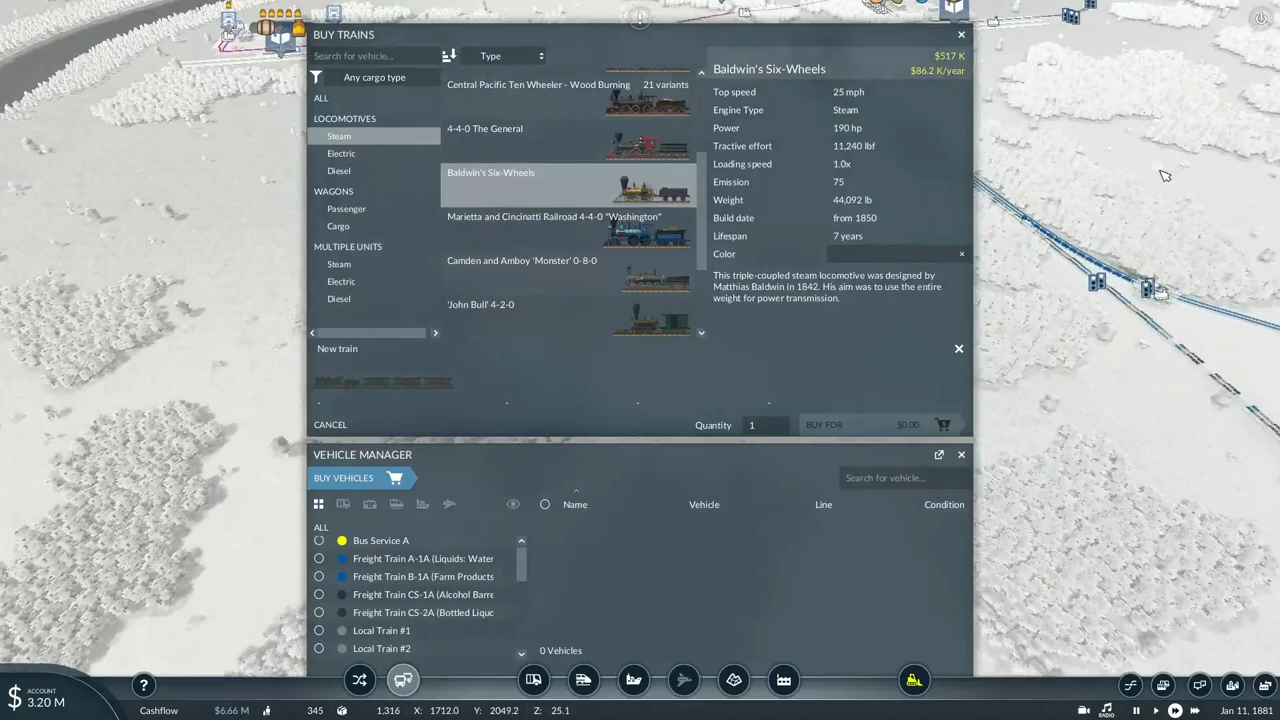 BUY TRAINS
Search for vehicle...
Type
Any cargo type
ALL
LOCOMOTIVES
Steam
Electric
Diesel
WAGONS
Passenger
Cargo
MULTIPLE UNITS
Steam
Electric
Diesel
Central Pacific Ten Wheeler - Wood Burning 21 variants
4-4-0 The General
Baldwin's Six-Wheels
Marietta and Cincinatti Railroad 4-4-0 "Washington"
Camden and Amboy 'Monster' 0-8-0
'John Bull' 4-2-0
$517 K
Baldwin's Six-Wheels $86.2 K/year
Top speed 25 mph
Engine Type Steam
Power 190 hp
Tractive effort 11,240 lbf
Loading speed 1.0x
Emission 75
Weight 44,092 lb
Build date from 1850
Lifespan 7 years
Color
This triple-coupled steam locomotive was designed by
Matthias Baldwin in 1842. His aim was to use the entire
weight for power transmission.
New train
- - - -
CANCEL Quantity 1 BUY FOR $0.00
VEHICLE MANAGER
BUY VEHICLES
Search for vehicle...
Name Vehicle Line Condition
ALL
Bus Service A
Freight Train A-1A (Liquids: Water
Freight Train B-1A (Farm Products
Freight Train CS-1A (Alcohol Barre
Freight Train CS-2A (Bottled Liquc
Local Train #1
Local Train #2
0 Vehicles
$ ACCOUNT
3.20 M
?
Cashflow $6.66 M 345 1,316 X: 1712.0 Y: 2049.2 Z: 25.1
RADIO
Jan 11, 1881